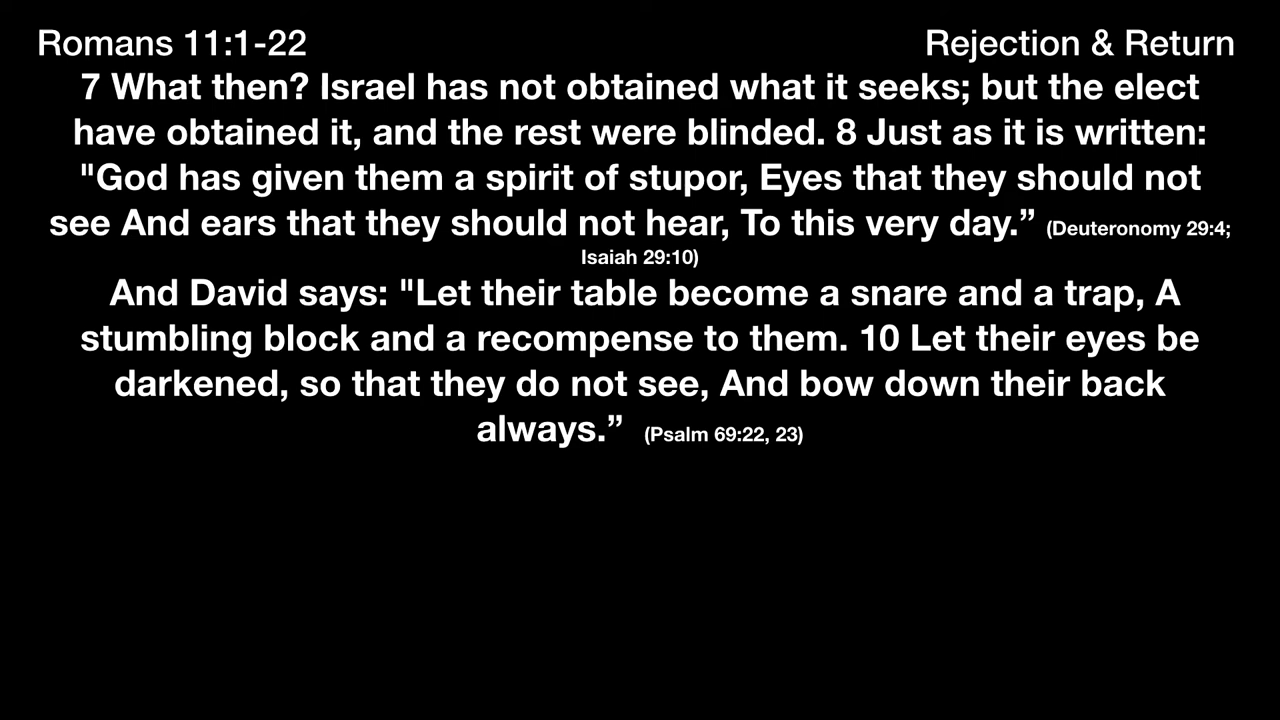 Romans 11:1-22 Rejection & Return
7 What then? Israel has not obtained what it seeks; but the elect
have obtained it, and the rest were blinded. 8 Just as it is written:
"God has given them a spirit of stupor, Eyes that they should not
see And ears that they should not hear, To this very day.” (Deuteronomy 29:4;
Isaiah 29:10)
And David says: "Let their table become a snare and a trap, A
stumbling block and a recompense to them. 10 Let their eyes be
darkened, so that they do not see, And bow down their back
always.” (Psalm 69:22, 23)